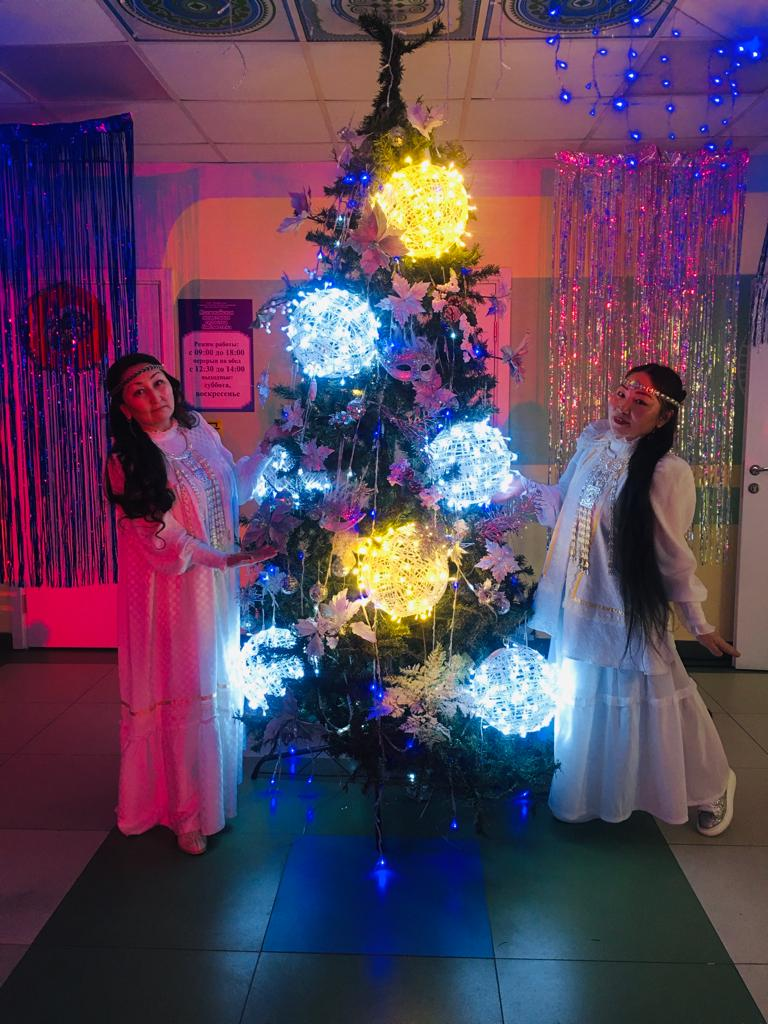 Режим работы:
с 09:00 до 18:00
перерыв на обед
с 12:30 до 14:00
выходные:
суббота,
воскресенье